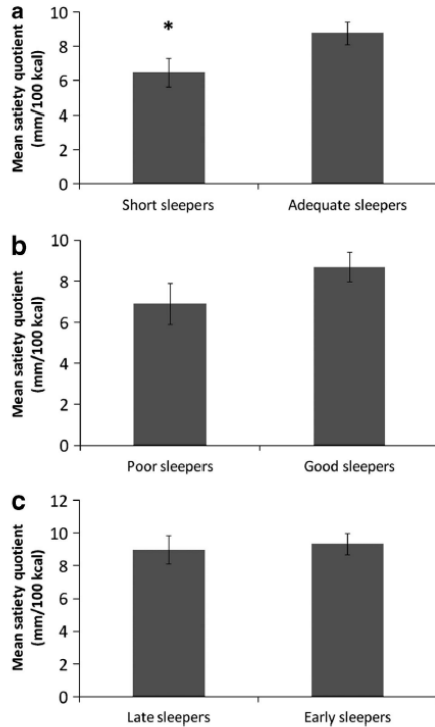 a
Mean satiety quotient
(mm/100 kcal)
10
8
6
4
2
0
*
Short sleepers
Adequate sleepers
b
Mean satiety quotient
(mm/100 kcal)
10
8
6
4
2
0
Poor sleepers
Good sleepers
c
Mean satiety quotient
(mm/100 kcal)
12
10
8
6
4
2
0
Late sleepers
Early sleepers